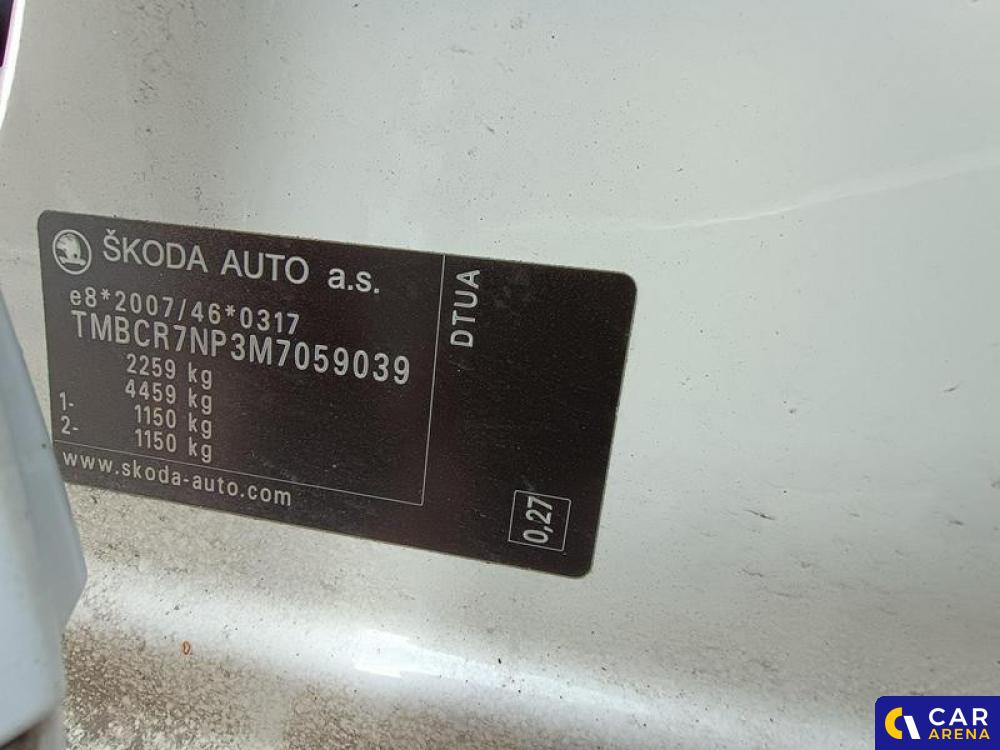 ŠKODA AUTO a.s.
e8*2007/46*0317
TMBCR7NP3M7059039
2259 kg
4459 kg
1- 1150 kg
2- 1150 kg
www.skoda-auto.com
DTUA
0,27
CAR
ARENA